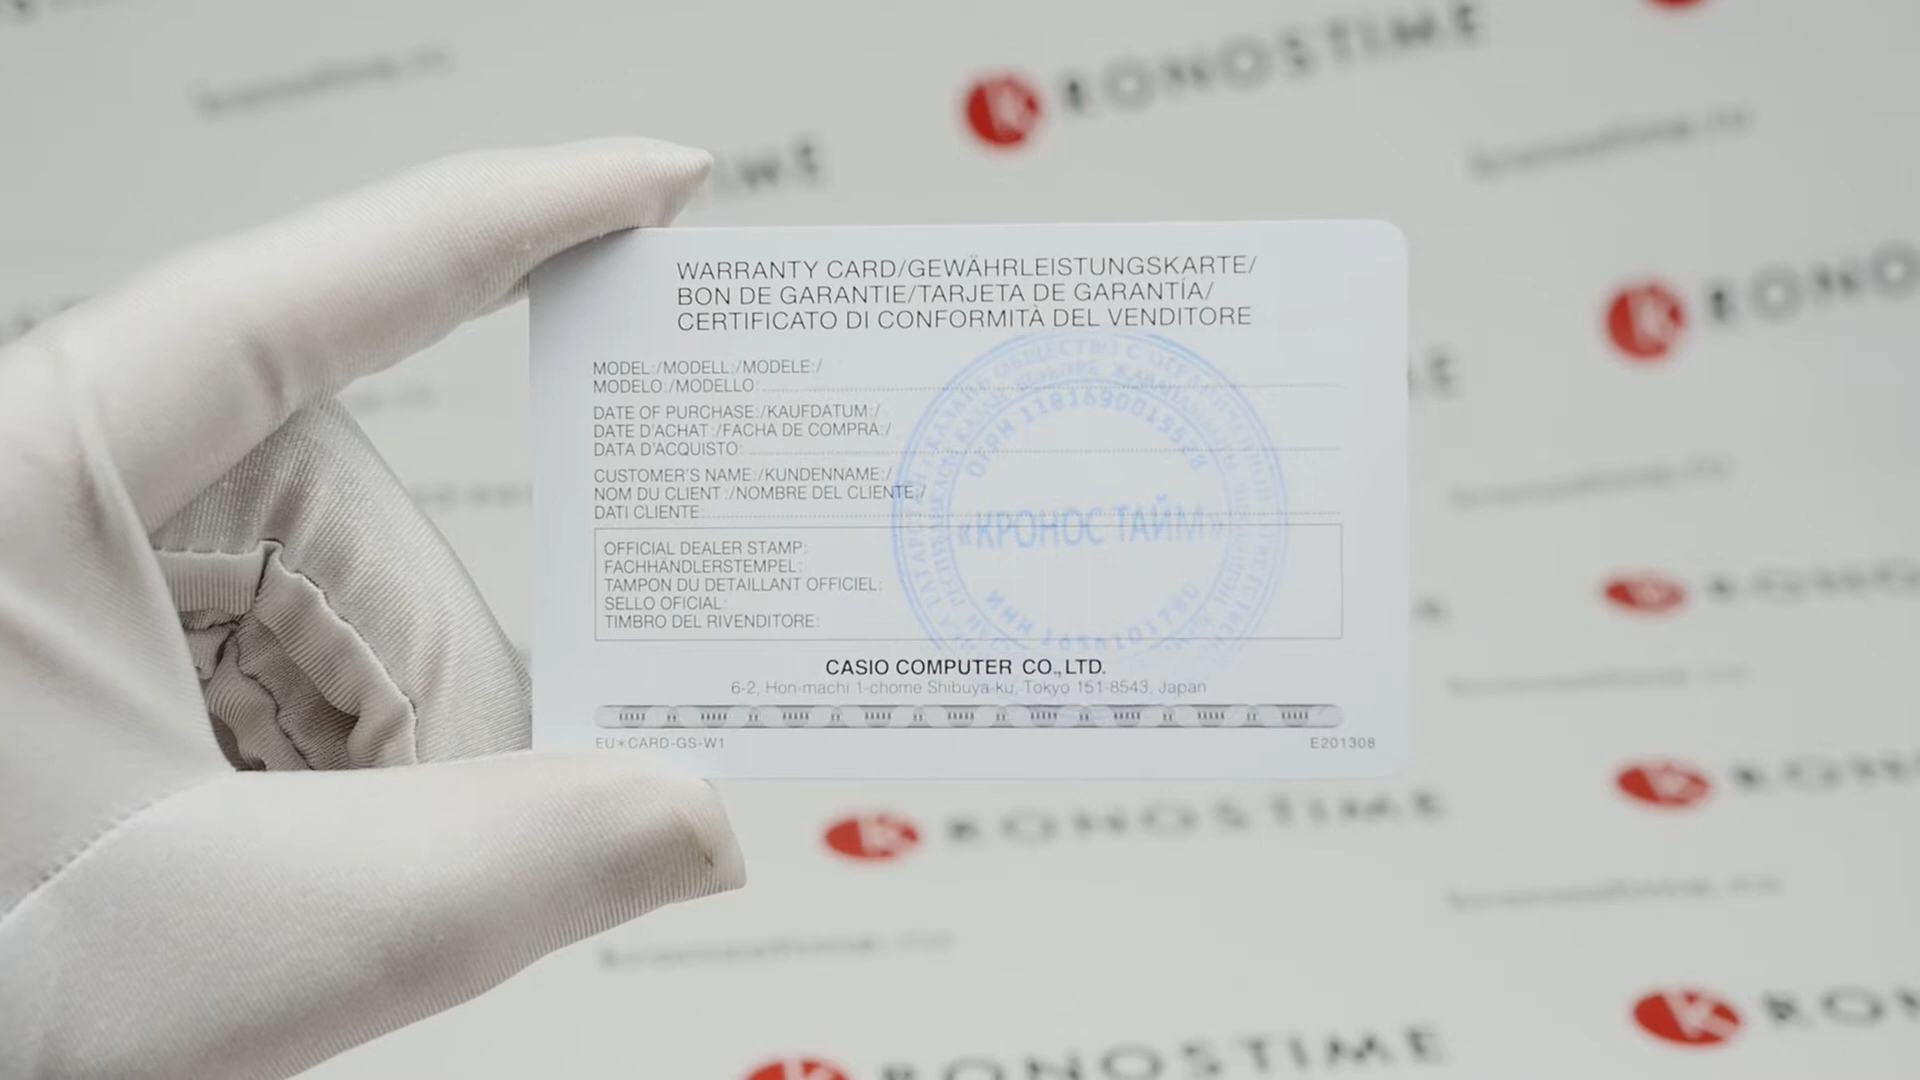 KRONOSTIME
WARRANTY CARD/GEWÄHRLEISTUNGSKARTE/
BON DE GARANTIE/TARJETA DE GARANTÍA/
CERTIFICATO DI CONFORMITÀ DEL VENDITORE
MODEL:/MODELL:/MODELE:/
MODELO:/MODELLO:
DATE OF PURCHASE:/KAUFDATUM:/
DATE D'ACHAT:/FACHA DE COMPRA:/
DATA D'ACQUISTO:
CUSTOMER'S NAME:/KUNDENNAME:/
NOM DU CLIENT:/NOMBRE DEL CLIENTE:/
DATI CLIENTE:
OFFICIAL DEALER STAMP:
FACHHÄNDLERSTEMPEL:
TAMPON DU DETAILLANT OFFICIEL:
SELLO OFICIAL:
TIMBRO DEL RIVENDITORE:
«КРОНОС ТАЙМ»
CASIO COMPUTER CO.,LTD.
6-2, Hon-machi 1-chome Shibuya-ku, Tokyo 151-8543, Japan
EU*CARD-GS-W1
E201308
KRONOSTIME
KRONOSTIME